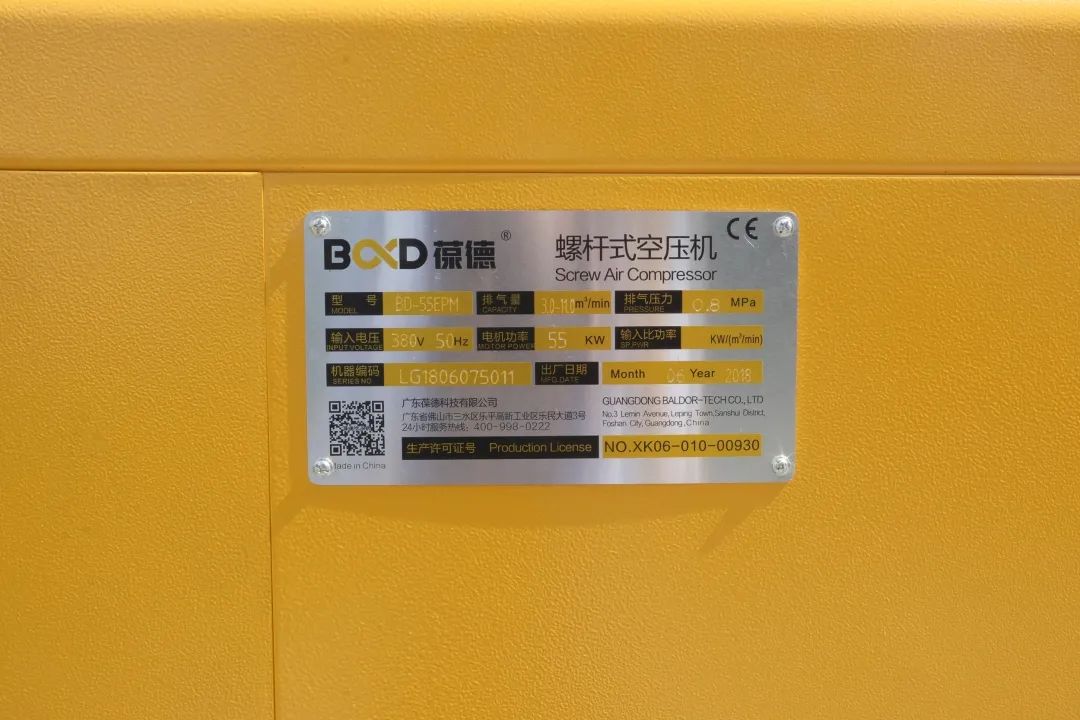 BOD葆德®
CE
螺杆式空压机
Screw Air Compressor
型 号 MODEL BD-55EPM 排气量 CAPACITY 3.0-11.0m³/min 排气压力 PRESSURE 0.8 MPa
输入电压 INPUT VOLTAGE 380V 50Hz 电机功率 MOTOR POWER 55 KW 输入比功率 SP.PWR KW/(m³/min)
机器编码 SERIES NO LG1806075011 出厂日期 MFG.DATE Month 06 Year 2018
广东葆德科技有限公司
广东省佛山市三水区乐平高新工业区乐民大道3号
24小时服务热线：400-998-0222
GUANGDONG BALDOR-TECH CO., LTD
No.3 Lemin Avenue, Leping Town, Sanshui District,
Foshan City, Guangdong, China
生产许可证号 Production License NO.XK06-010-00930
Made in China